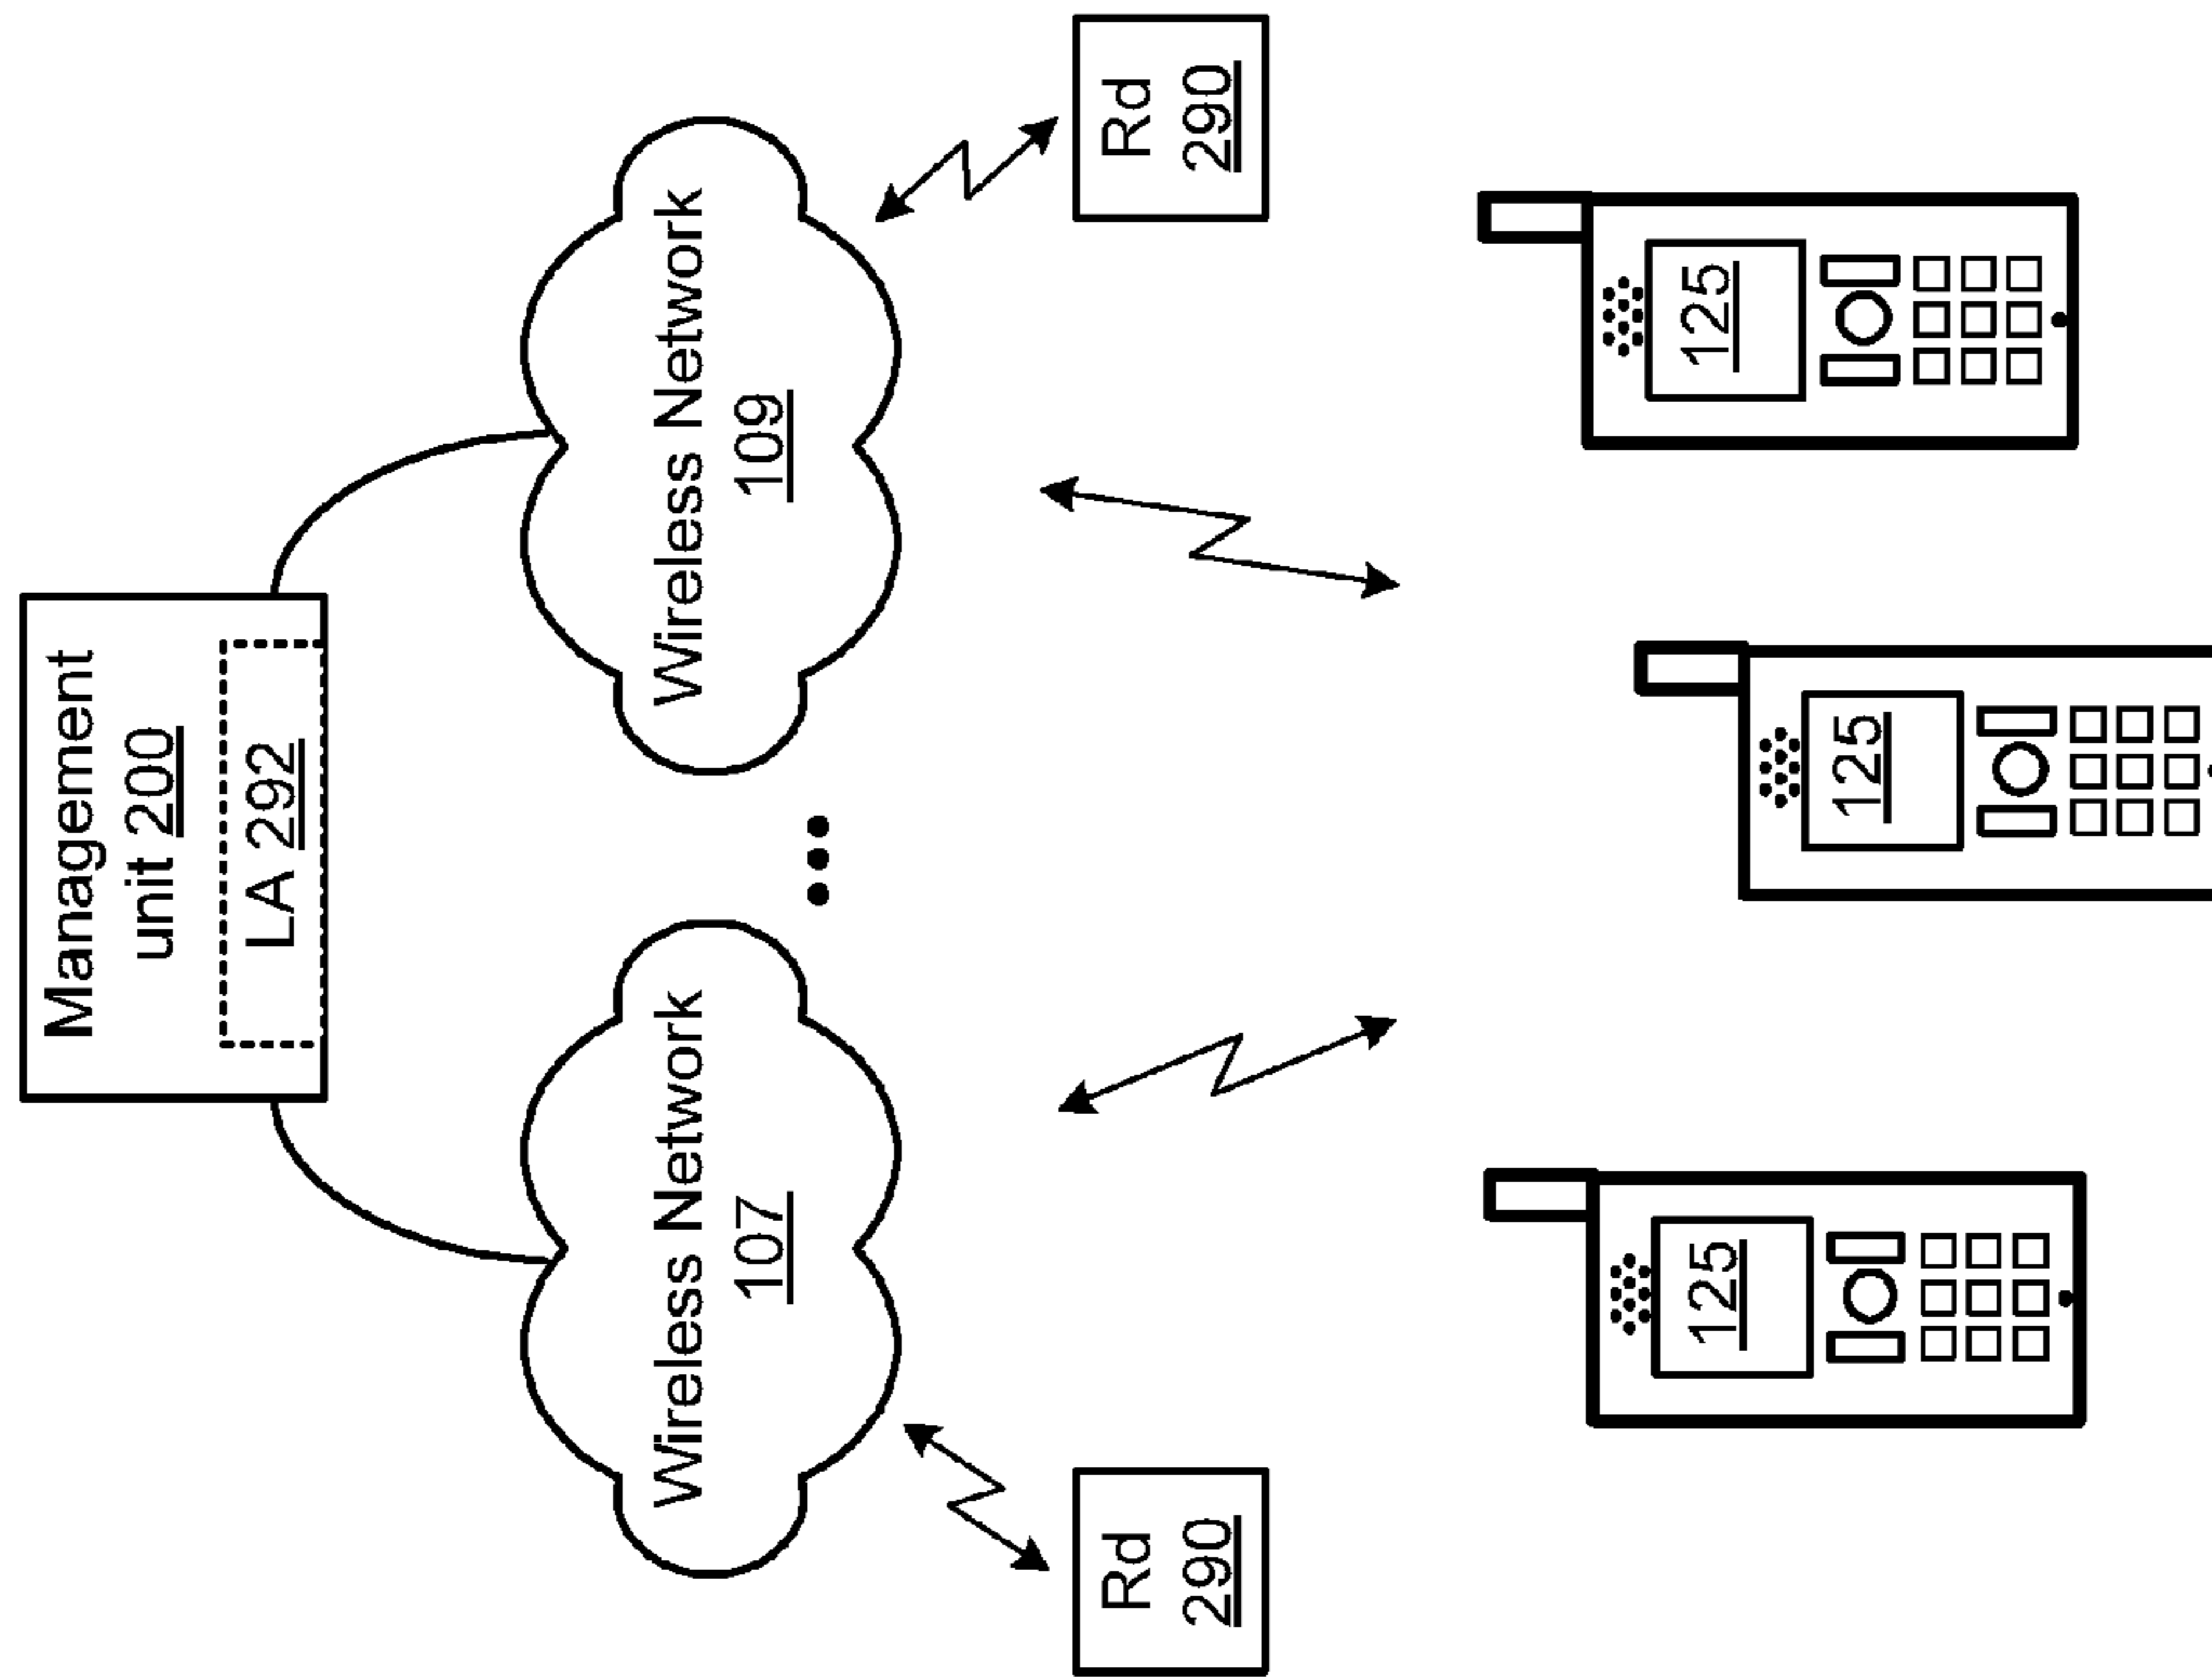 Management
unit 200
LA 292
Wireless Network
107
Wireless Network
109
Rd
290
Rd
290
125
125
125